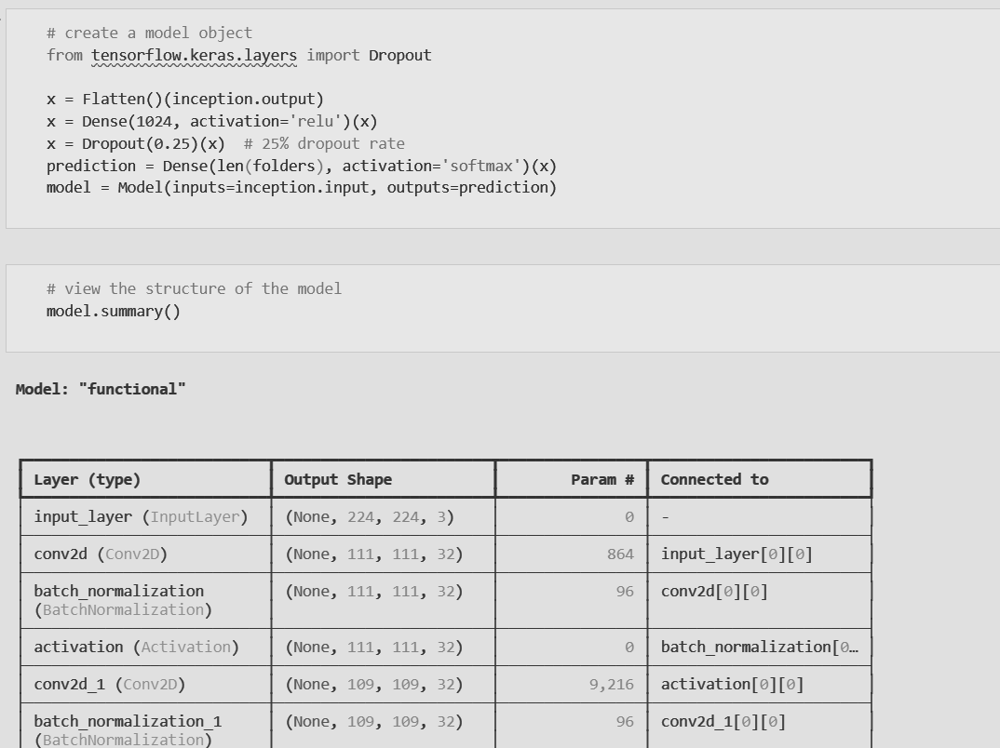 # create a model object
from tensorflow.keras.layers import Dropout
x = Flatten()(inception.output)
x = Dense(1024, activation='relu')(x)
x = Dropout(0.25)(x)  # 25% dropout rate
prediction = Dense(len(folders), activation='softmax')(x)
model = Model(inputs=inception.input, outputs=prediction)
# view the structure of the model
model.summary()
Model: "functional"
Layer (type) Output Shape Param # Connected to
input_layer (InputLayer) (None, 224, 224, 3) 0 -
conv2d (Conv2D) (None, 111, 111, 32) 864 input_layer[0][0]
batch_normalization (None, 111, 111, 32) 96 conv2d[0][0]
(BatchNormalization)
activation (Activation) (None, 111, 111, 32) 0 batch_normalization[0…
conv2d_1 (Conv2D) (None, 109, 109, 32) 9,216 activation[0][0]
batch_normalization_1 (None, 109, 109, 32) 96 conv2d_1[0][0]
(BatchNormalization)